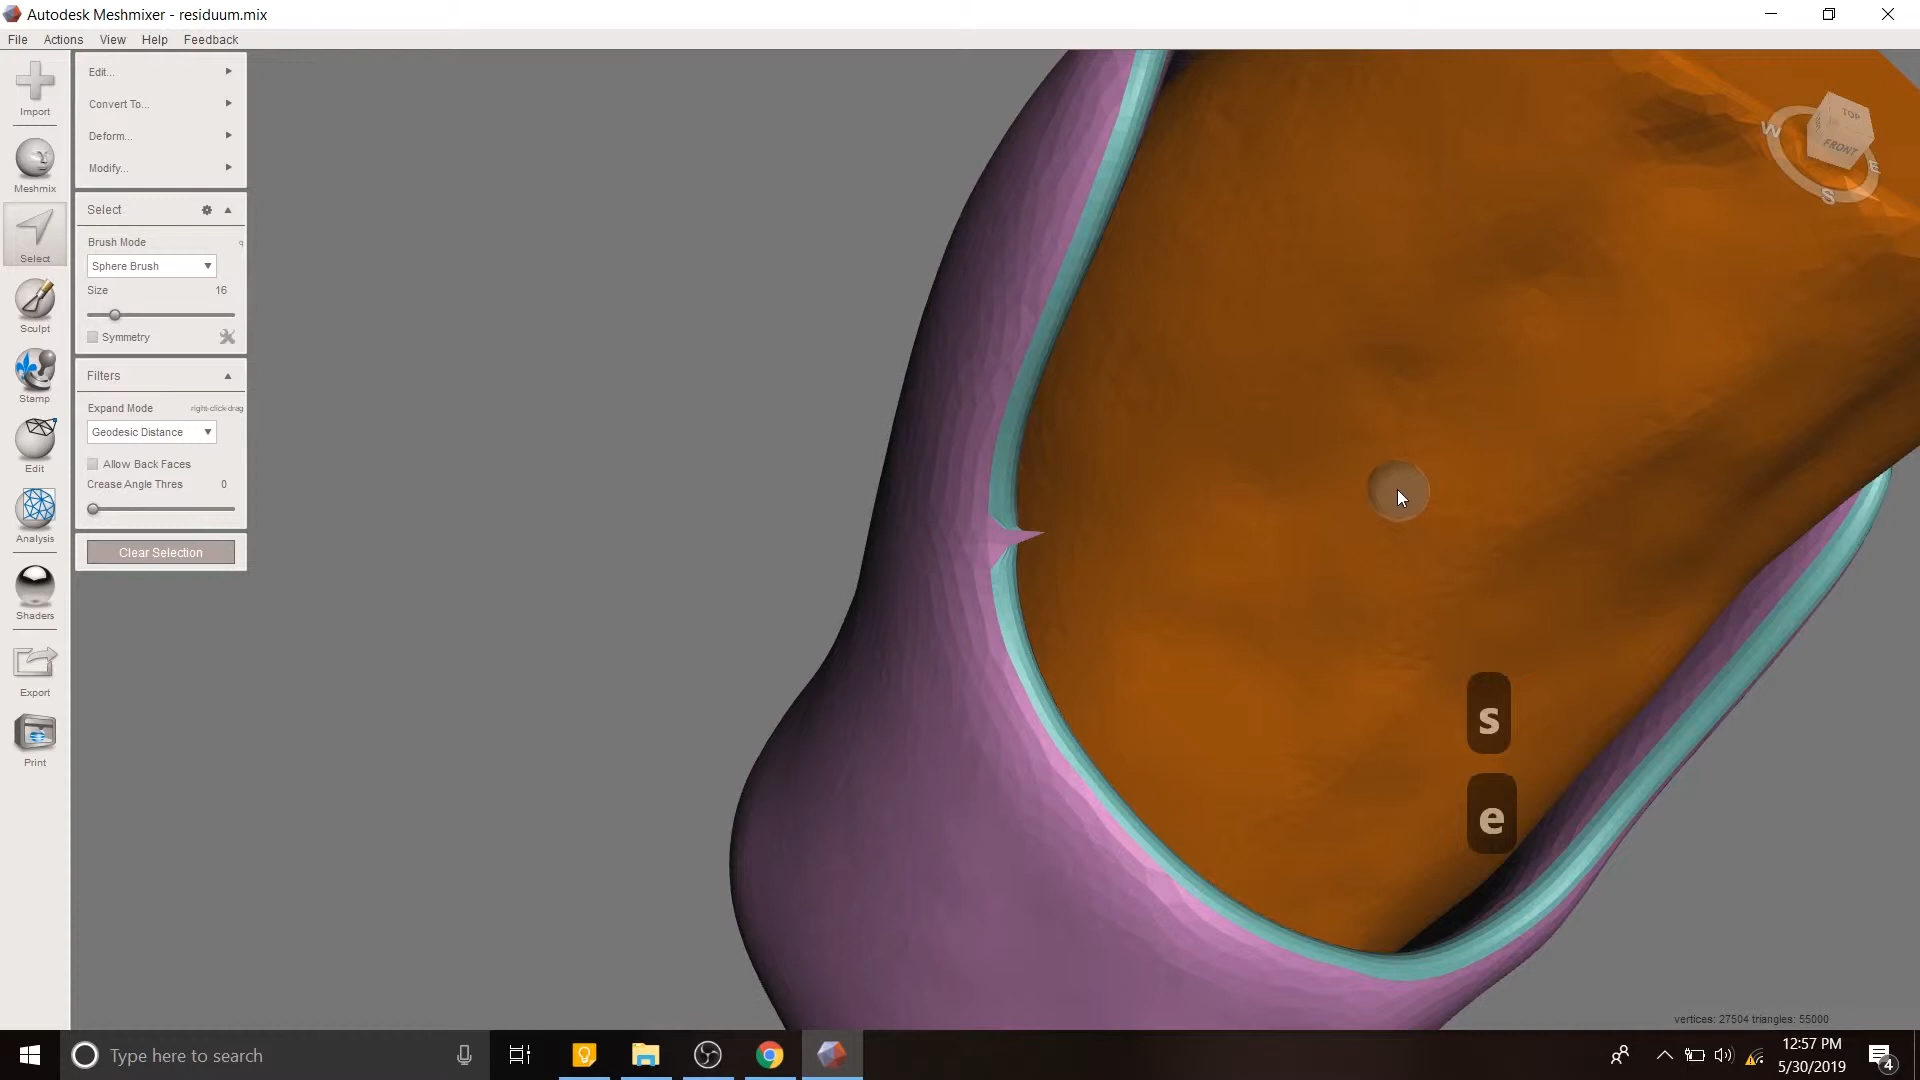 Autodesk Meshmixer - residuum.mix
File Actions View Help Feedback
Import
Meshmix
Select
Sculpt
Stamp
Edit
Analysis
Shaders
Export
Print
Edit...
Convert To...
Deform...
Modify...
Select
Brush Mode q
Sphere Brush
Size 16
Symmetry
Filters
Expand Mode right-click-drag
Geodesic Distance
Allow Back Faces
Crease Angle Thres 0
Clear Selection
TOP
FRONT
W
E
S
s
e
vertices: 27504 triangles: 55000
Type here to search
12:57 PM
5/30/2019
4